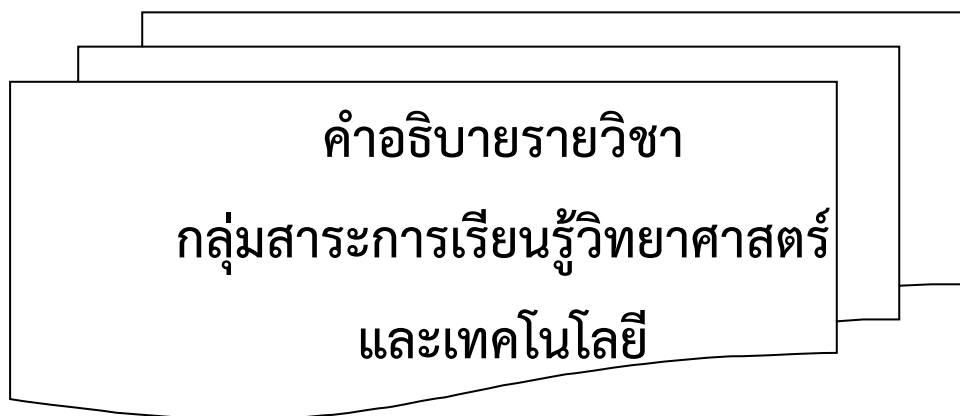 คำอธิบายรายวิชา
กลุ่มสาระการเรียนรู้วิทยาศาสตร์
และเทคโนโลยี